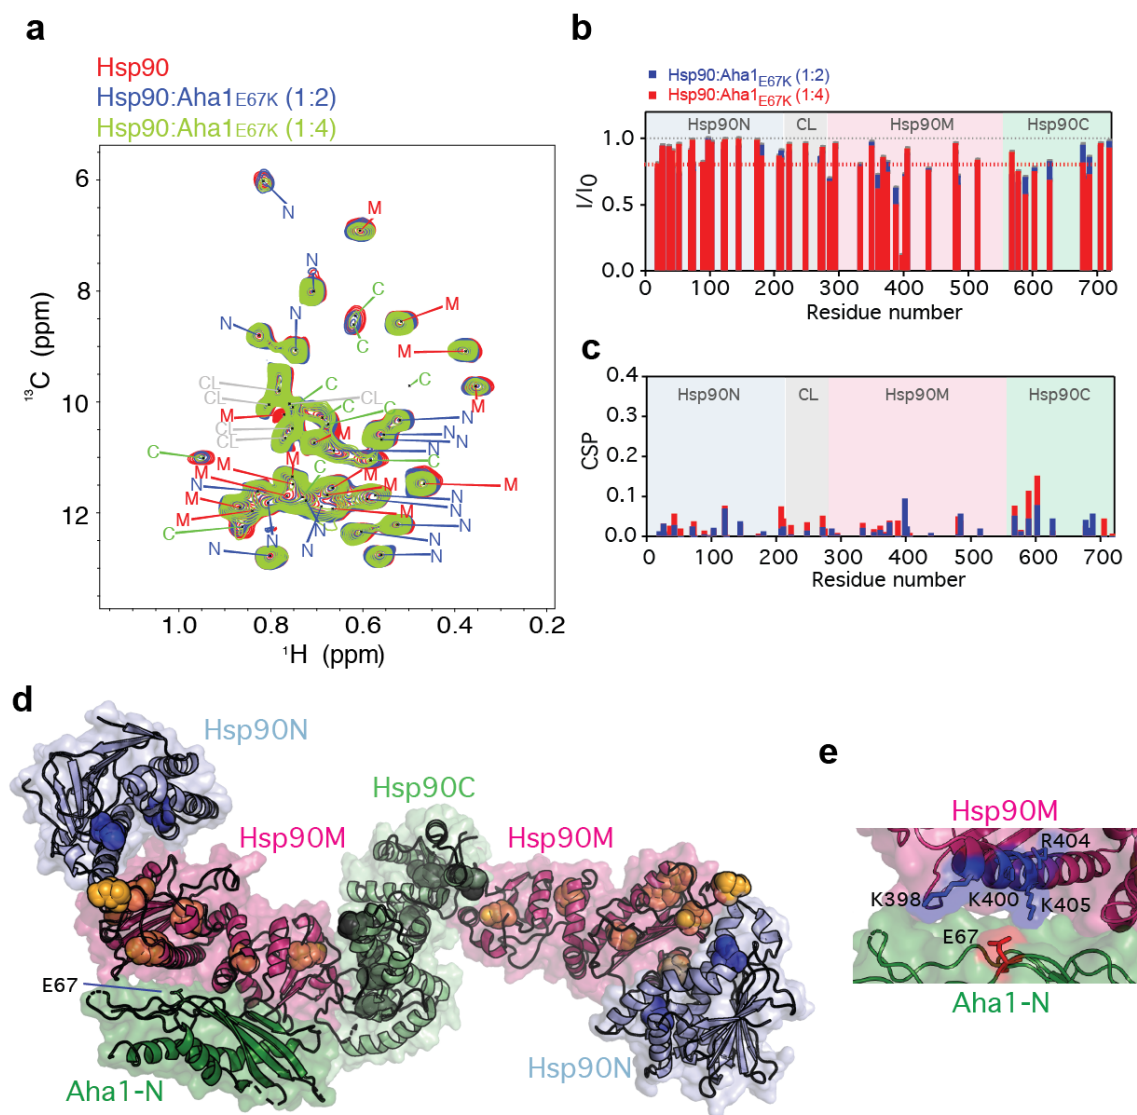 a
Hsp90
Hsp90:Aha1E67K (1:2)
Hsp90:Aha1E67K (1:4)
6
8
10
12
13C (ppm)
1.0 0.8 0.6 0.4 0.2
1H (ppm)
N
M
N
C
N
N
M
C
M
C
CL
C
CL
M
CL
M
C
N
CL
M
N
N
C
C
M
M
C
C
M
N
M
M
N
N
M
M
N
C
N
N
N
N
N
b
Hsp90:Aha1E67K (1:2)
Hsp90:Aha1E67K (1:4)
Hsp90N CL Hsp90M Hsp90C
1.0
0.5
0.0
I/I0
0 100 200 300 400 500 600 700
Residue number
c
Hsp90N CL Hsp90M Hsp90C
0.4
0.3
0.2
0.1
0.0
CSP
0 100 200 300 400 500 600 700
Residue number
d
Hsp90N
Hsp90C
Hsp90M
Hsp90M
E67
Aha1-N
Hsp90N
e
Hsp90M
R404
K398
K400
K405
E67
Aha1-N